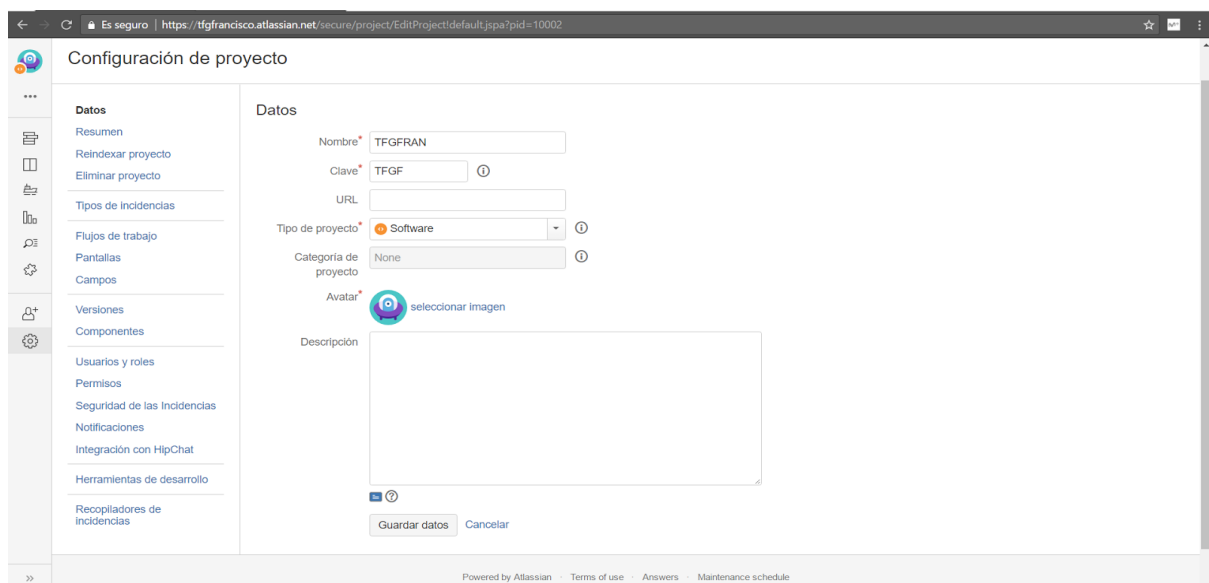 Es seguro | https://tfgfrancisco.atlassian.net/secure/project/EditProject!default.jspa?pid=10002
Configuración de proyecto
Datos
Resumen
Reindexar proyecto
Eliminar proyecto
Tipos de incidencias
Flujos de trabajo
Pantallas
Campos
Versiones
Componentes
Usuarios y roles
Permisos
Seguridad de las Incidencias
Notificaciones
Integración con HipChat
Herramientas de desarrollo
Recopiladores de
incidencias
Datos
Nombre* TFGFRAN
Clave* TFGF
URL
Tipo de proyecto* Software
Categoría de
proyecto
None
Avatar*
seleccionar imagen
Descripción
Guardar datos Cancelar
Powered by Atlassian · Terms of use · Answers · Maintenance schedule